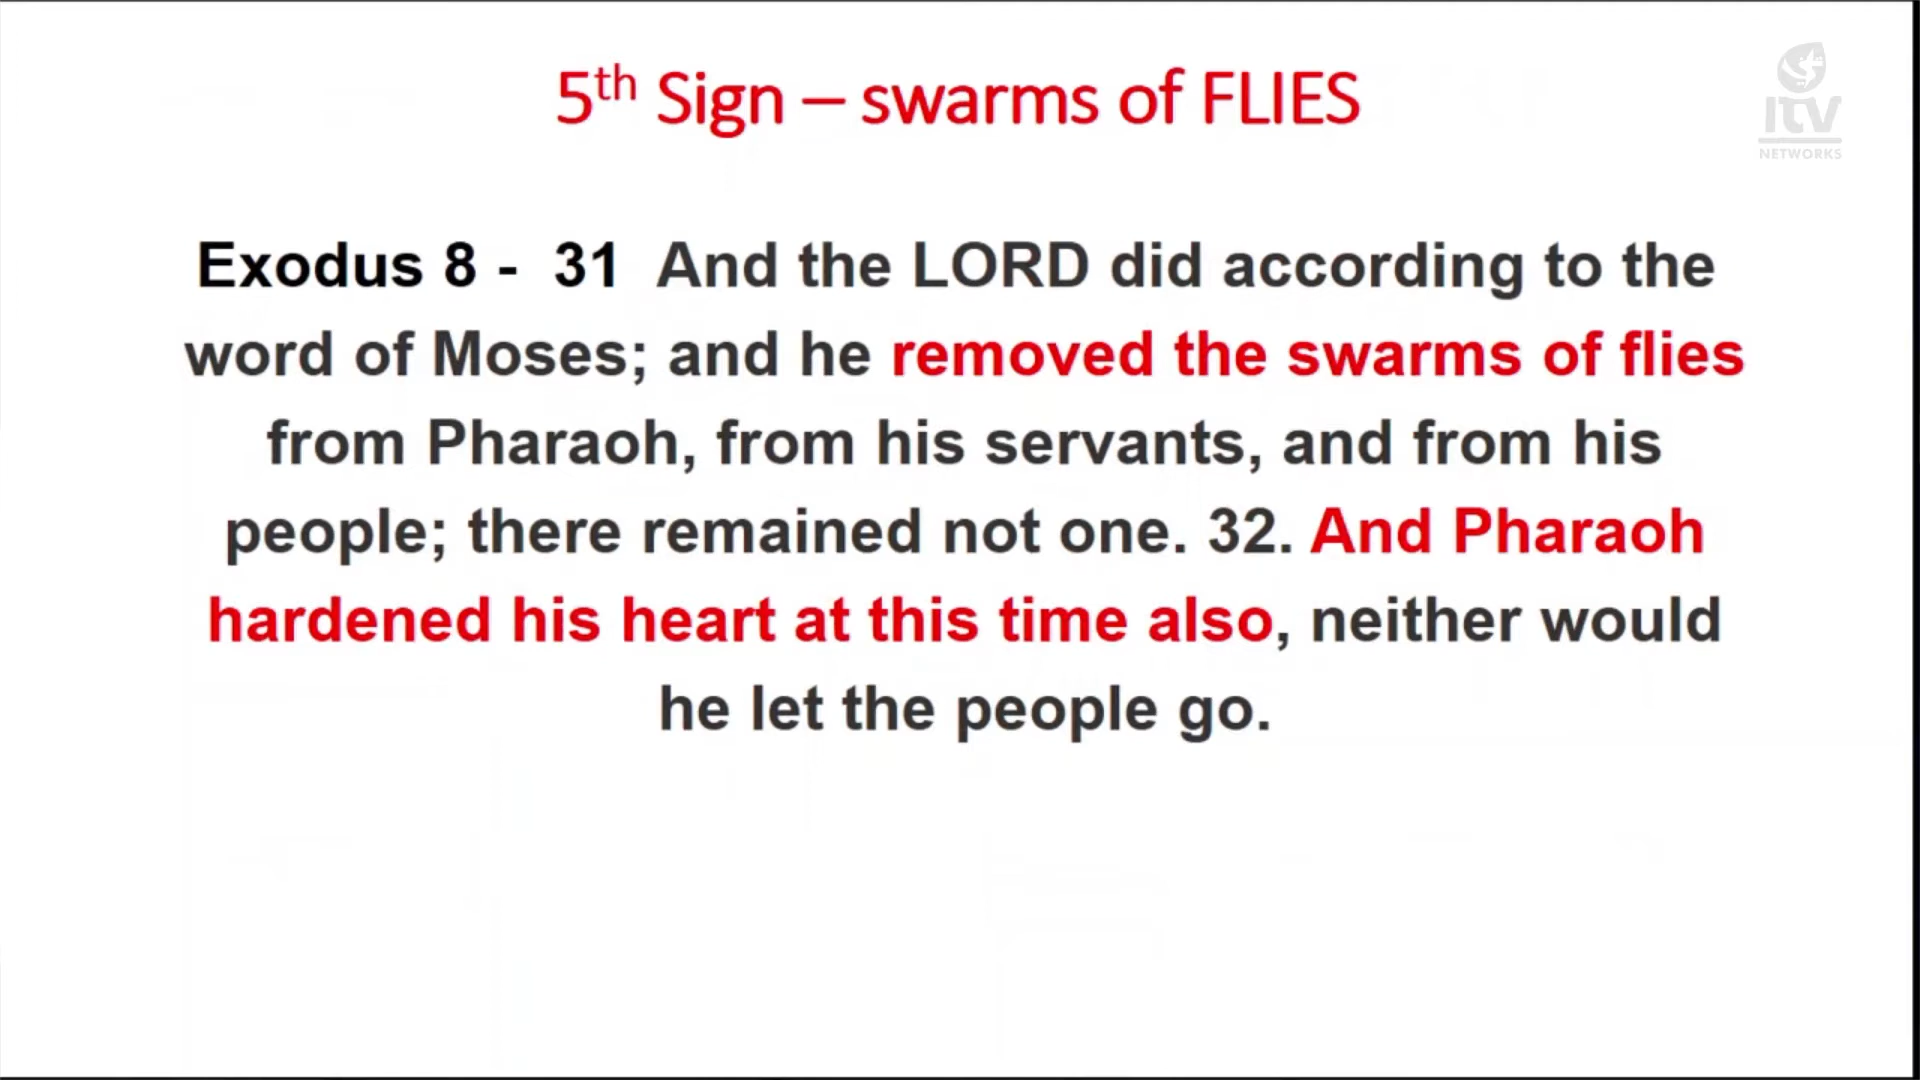 5th Sign – swarms of FLIES
ITV
NETWORKS
Exodus 8 - 31 And the LORD did according to the
word of Moses; and he removed the swarms of flies
from Pharaoh, from his servants, and from his
people; there remained not one. 32. And Pharaoh
hardened his heart at this time also, neither would
he let the people go.